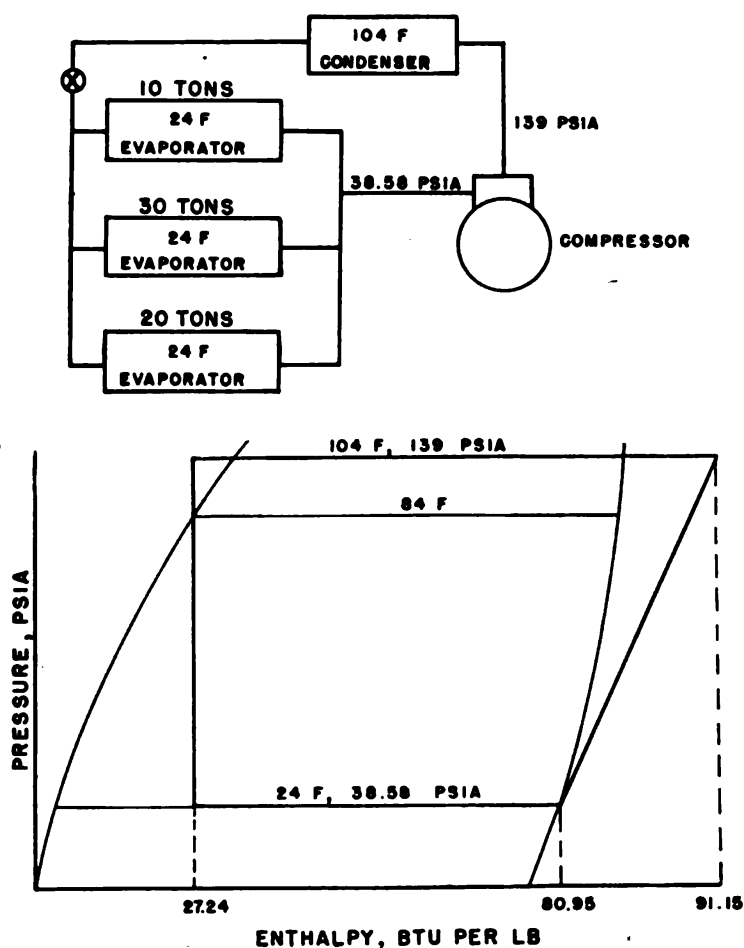 104 F
CONDENSER
10 TONS
24 F
EVAPORATOR
139 PSIA
38.58 PSIA
30 TONS
24 F
EVAPORATOR
COMPRESSOR
20 TONS
24 F
EVAPORATOR
104 F, 139 PSIA
84 F
PRESSURE, PSIA
24 F, 38.58 PSIA
27.24
80.95
91.15
ENTHALPY, BTU PER LB